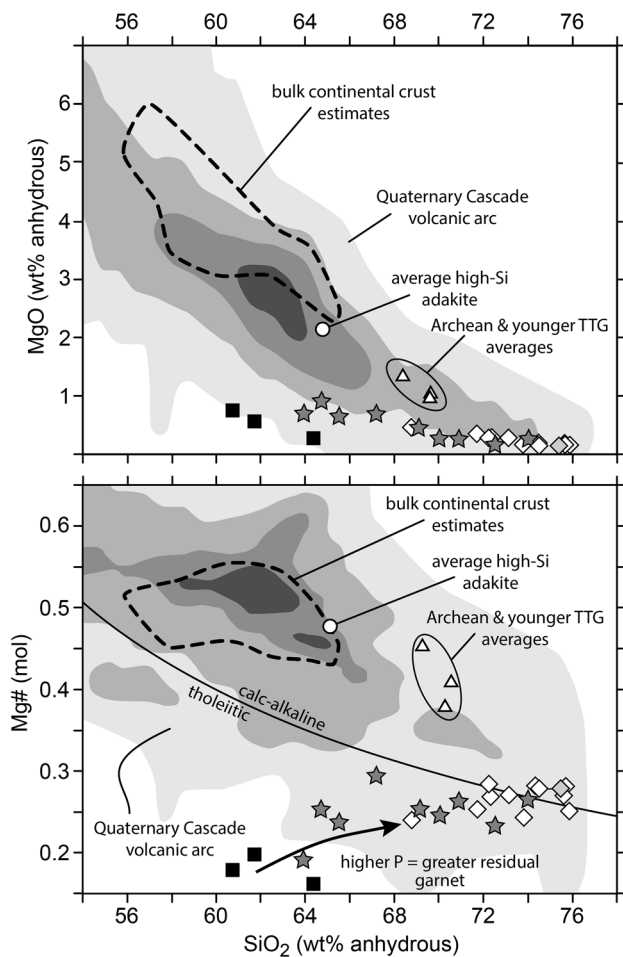 56 60 64 68 72 76
6
bulk continental crust
estimates
5
Quaternary Cascade
volcanic arc
4
MgO (wt% anhydrous)
3
average high-Si
adakite
Archean & younger TTG
averages
2
1
0.6
bulk continental crust
estimates
average high-Si
adakite
0.5
Archean & younger TTG
averages
Mg# (mol)
0.4
calc-alkaline
tholeiitic
0.3
Quaternary Cascade
volcanic arc
0.2
higher P = greater residual
garnet
56 60 64 68 72 76
SiO₂ (wt% anhydrous)